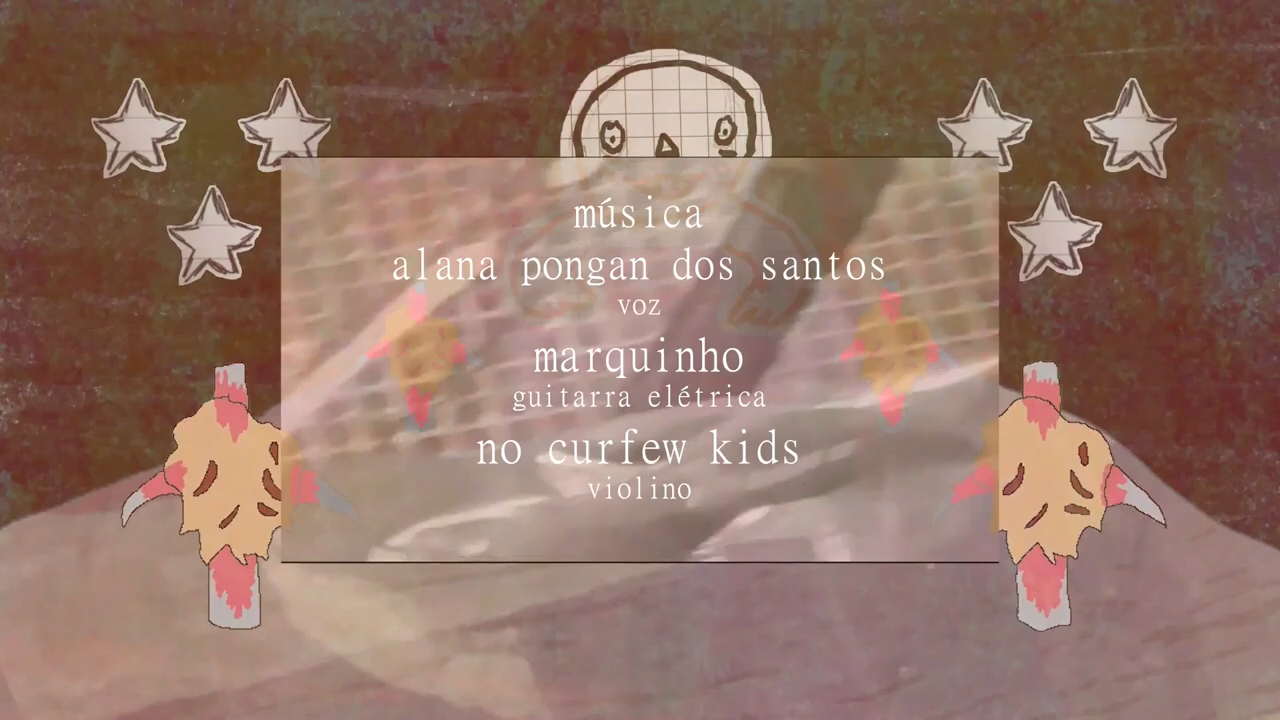 música
alana pongan dos santos
voz
marquinho
guitarra elétrica
no curfew kids
violino